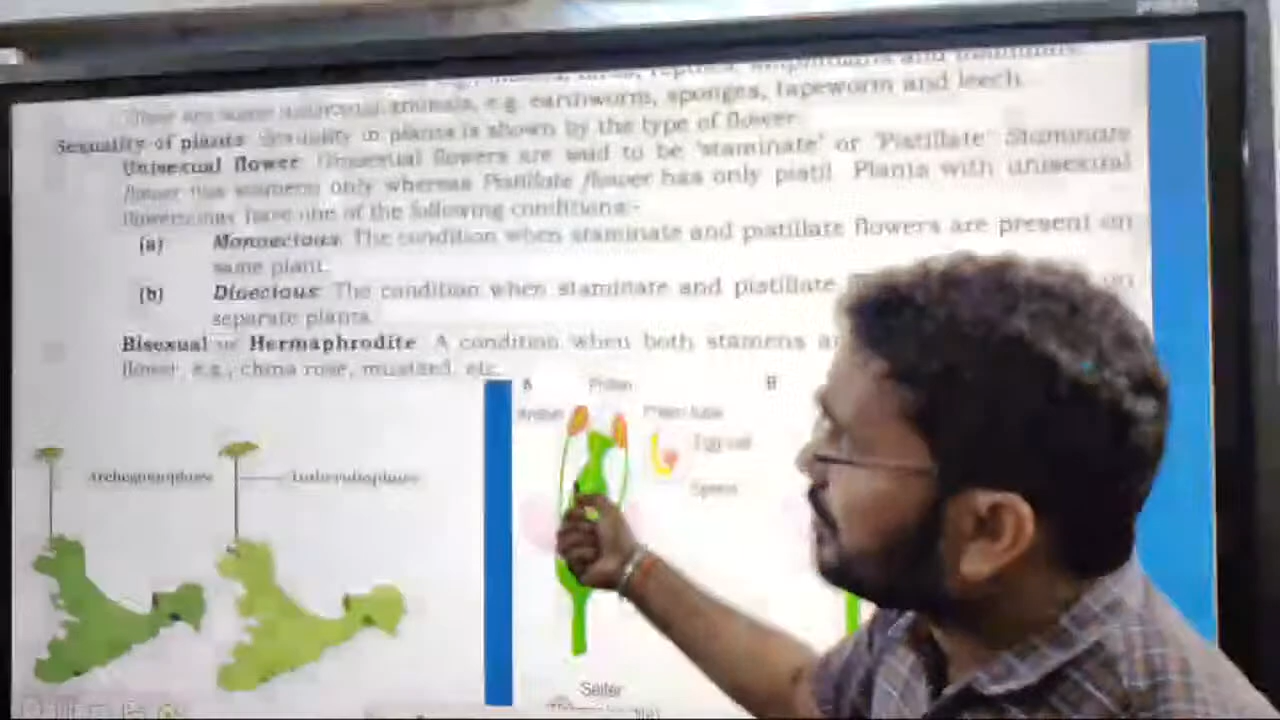 There are some unisexual animals, e.g. earthworm, sponges, tapeworm and leech.
Sexuality of plants Sexuality in plants is shown by the type of flower.
Unisexual flower Unisexual flowers are said to be 'staminate' or 'Pistillate' Staminate
flower has stamens only whereas Pistillate flower has only pistil. Plants with unisexual
flowers may have one of the following conditions:-
(a) Monoecious: The condition when staminate and pistillate flowers are present on
same plant.
(b) Dioecious: The condition when staminate and pistillate on
separate plants.
Bisexual or Hermaphrodite: A condition when both stamens
flower, e.g., china rose, mustard, etc.
A Pollen B
Pollen tube
Egg cell
Sperm
Archegoniophore Antheridiophore